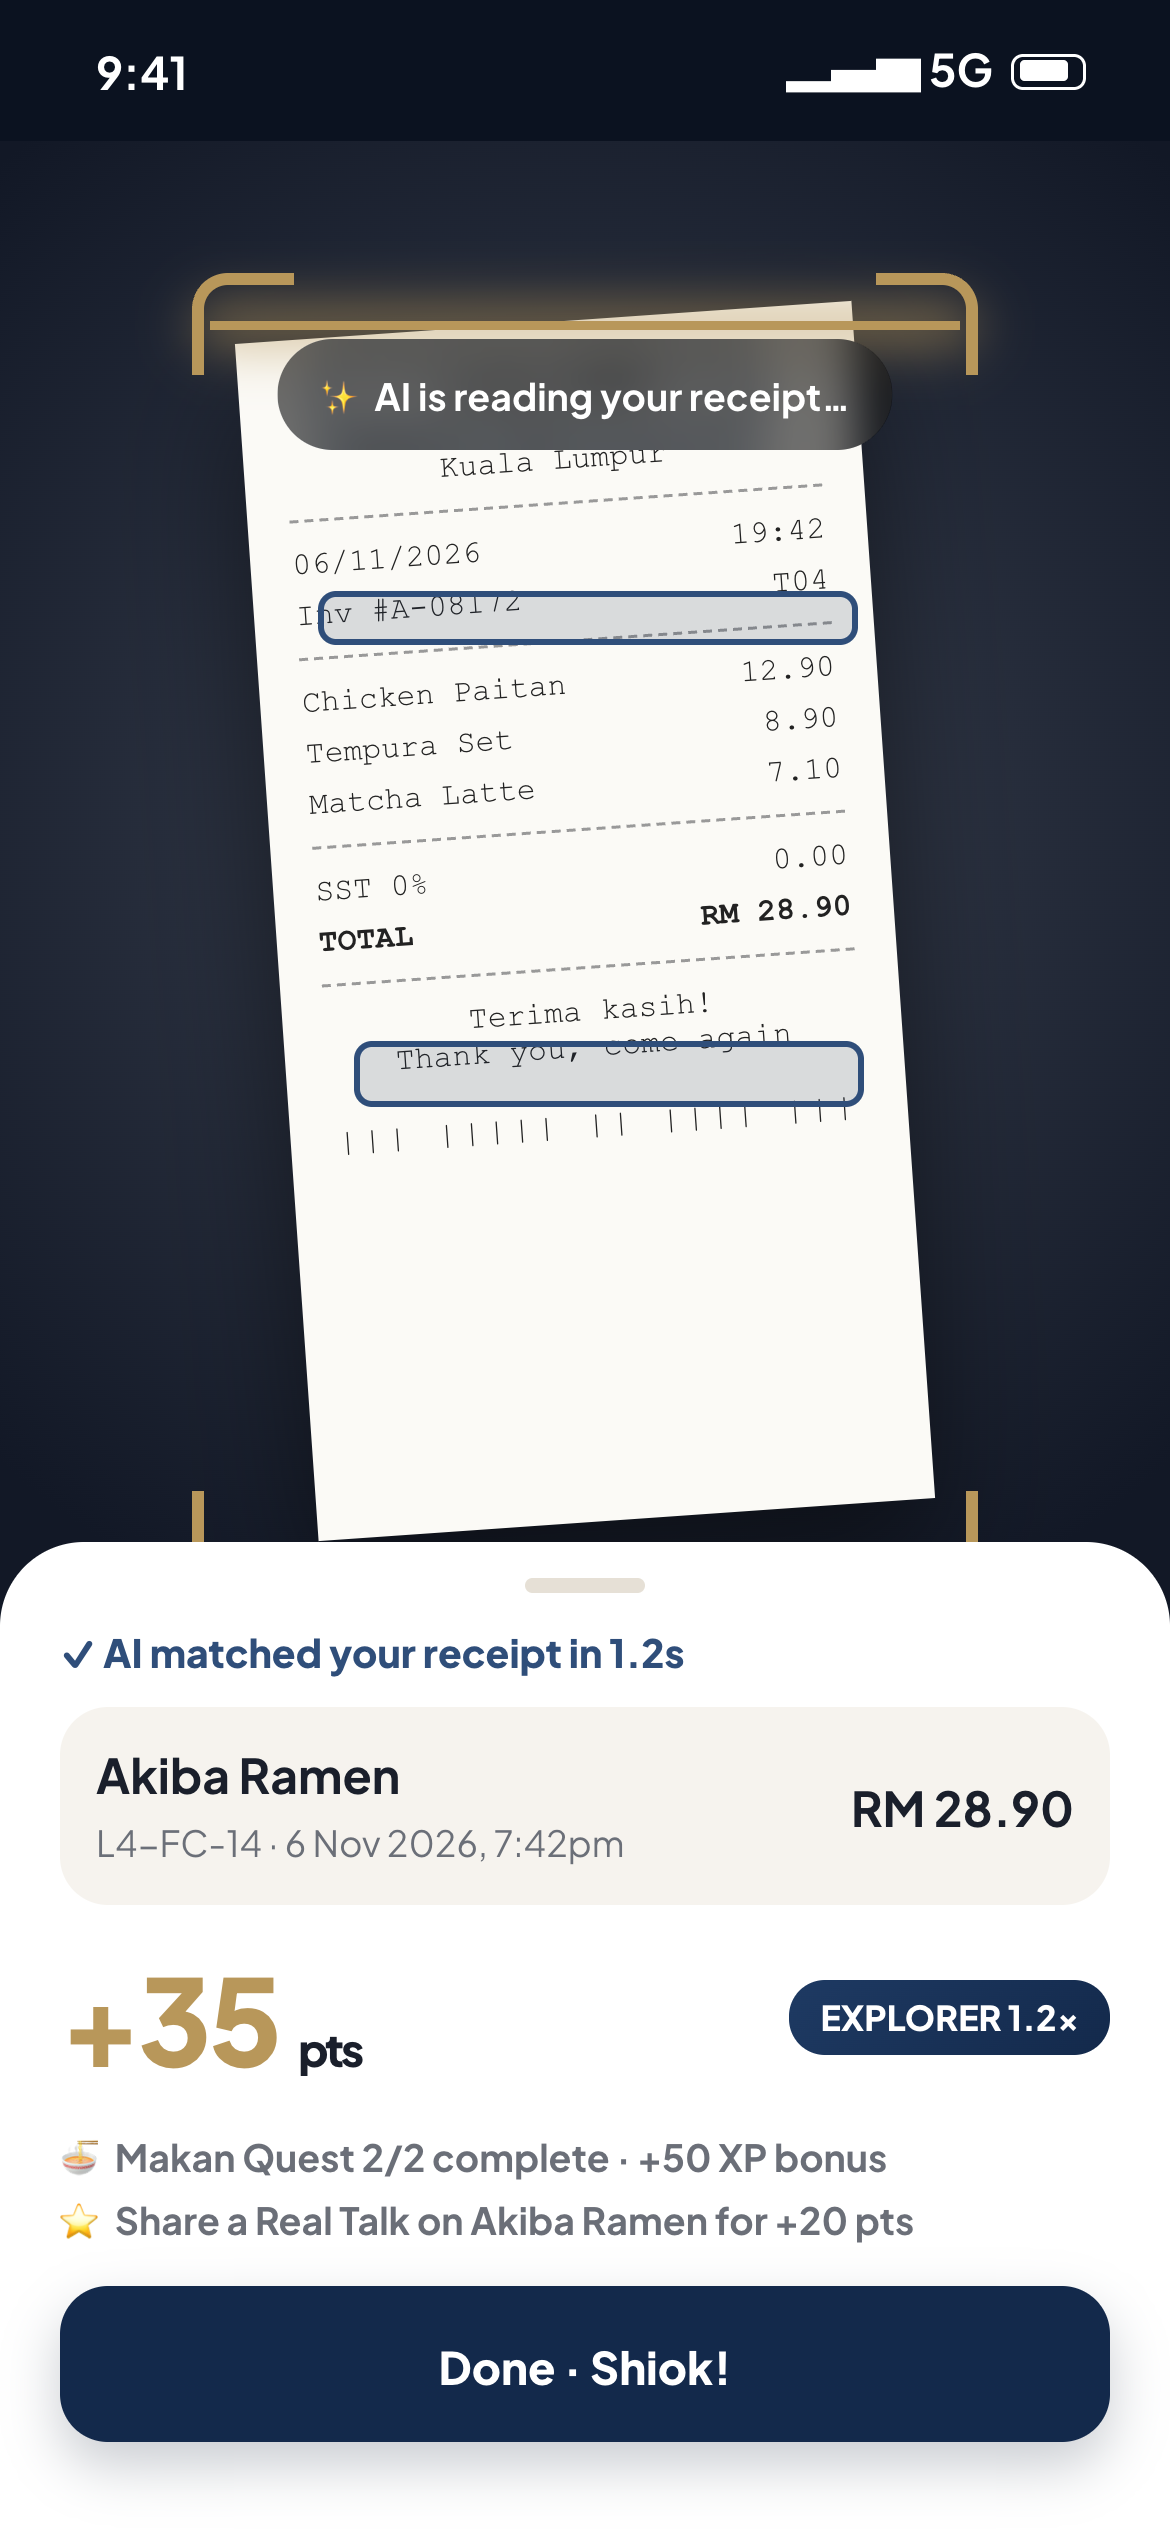 9:41 5G
✨ AI is reading your receipt...
Kuala Lumpur
06/11/2026 19:42
Inv #A-08172 T04
Chicken Paitan 12.90
Tempura Set 8.90
Matcha Latte 7.10
SST 0% 0.00
TOTAL RM 28.90
Terima kasih!
Thank you, come again
✓ AI matched your receipt in 1.2s
Akiba Ramen
RM 28.90
L4–FC-14 · 6 Nov 2026, 7:42pm
+35 pts
EXPLORER 1.2×
🍜 Makan Quest 2/2 complete · +50 XP bonus
⭐ Share a Real Talk on Akiba Ramen for +20 pts
Done · Shiok!